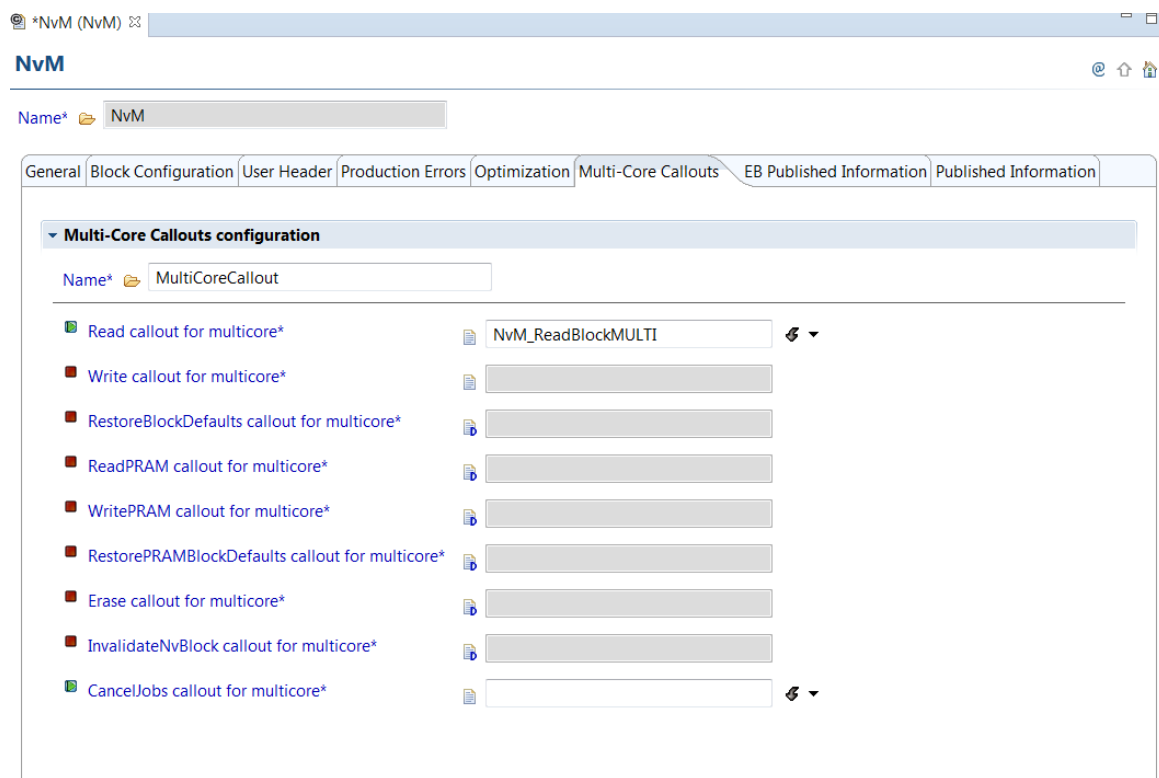 *NvM (NvM)
NvM
Name* NvM
General Block Configuration User Header Production Errors Optimization Multi-Core Callouts EB Published Information Published Information
Multi-Core Callouts configuration
Name* MultiCoreCallout
Read callout for multicore* NvM_ReadBlockMULTI
Write callout for multicore*
RestoreBlockDefaults callout for multicore*
ReadPRAM callout for multicore*
WritePRAM callout for multicore*
RestorePRAMBlockDefaults callout for multicore*
Erase callout for multicore*
InvalidateNvBlock callout for multicore*
CancelJobs callout for multicore*